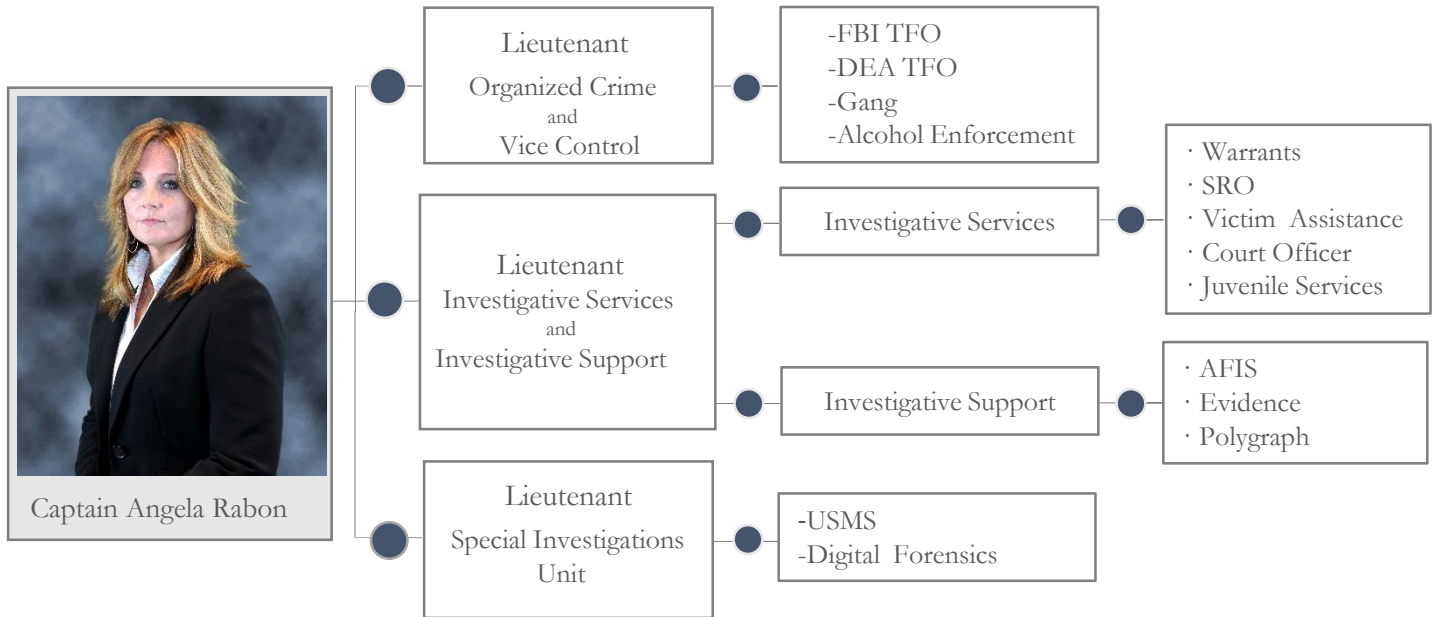 Captain Angela Rabon
Lieutenant
Organized Crime
and
Vice Control
-FBI TFO
-DEA TFO
-Gang
-Alcohol Enforcement
Lieutenant
Investigative Services
and
Investigative Support
Investigative Services
· Warrants
· SRO
· Victim Assistance
· Court Officer
· Juvenile Services
Investigative Support
· AFIS
· Evidence
· Polygraph
Lieutenant
Special Investigations
Unit
-USMS
-Digital Forensics